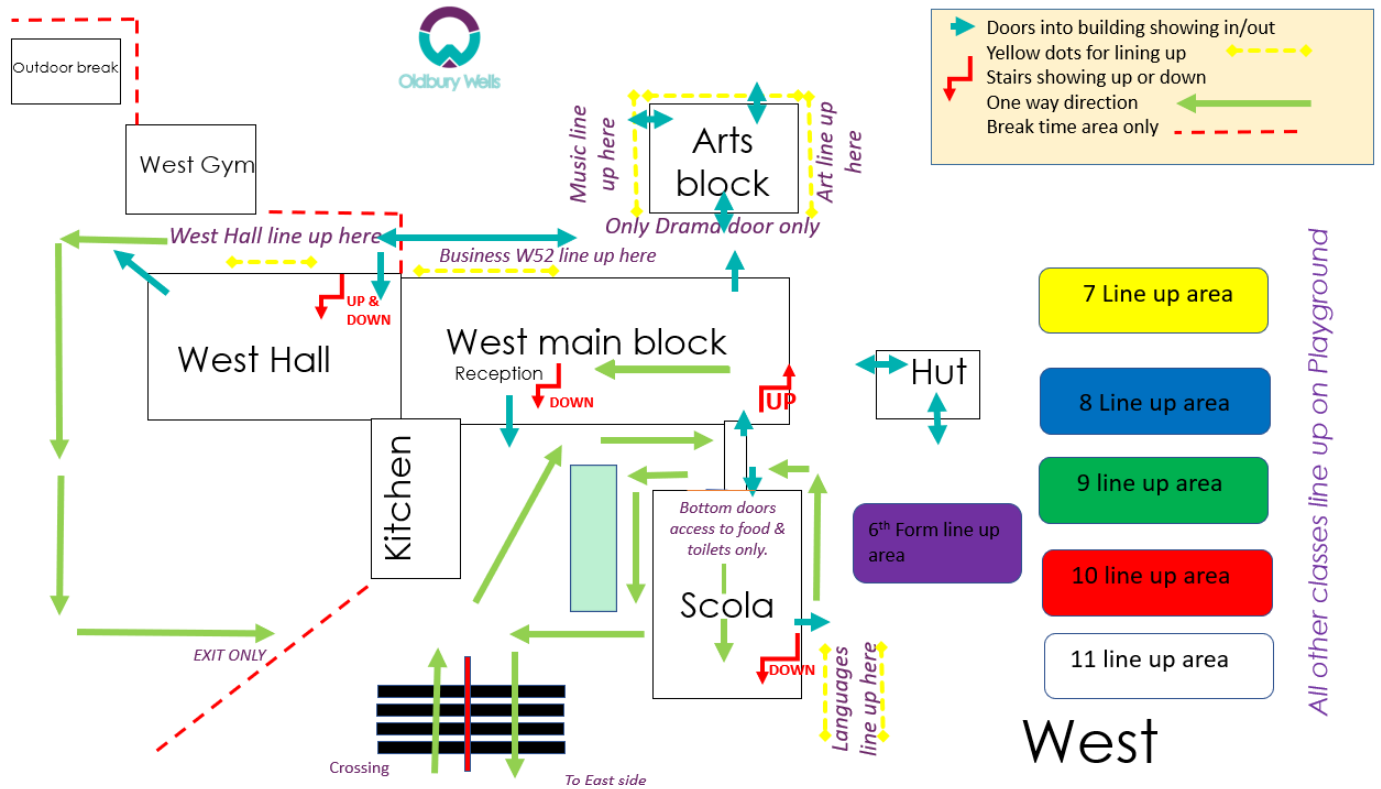 Outdoor break
Oldbury Wells
Doors into building showing in/out
Yellow dots for lining up
Stairs showing up or down
One way direction
Break time area only
West Gym
Music line
up here
Arts
block
Art line up
here
Only Drama door only
West Hall line up here
Business W52 line up here
UP &
DOWN
West Hall
West main block
Reception
DOWN
UP
Hut
Kitchen
Bottom doors
access to food &
toilets only.
Scola
DOWN
Languages
line up here
6th Form line up
area
7 Line up area
8 Line up area
9 line up area
10 line up area
11 line up area
All other classes line up on Playground
EXIT ONLY
Crossing
To East side
West